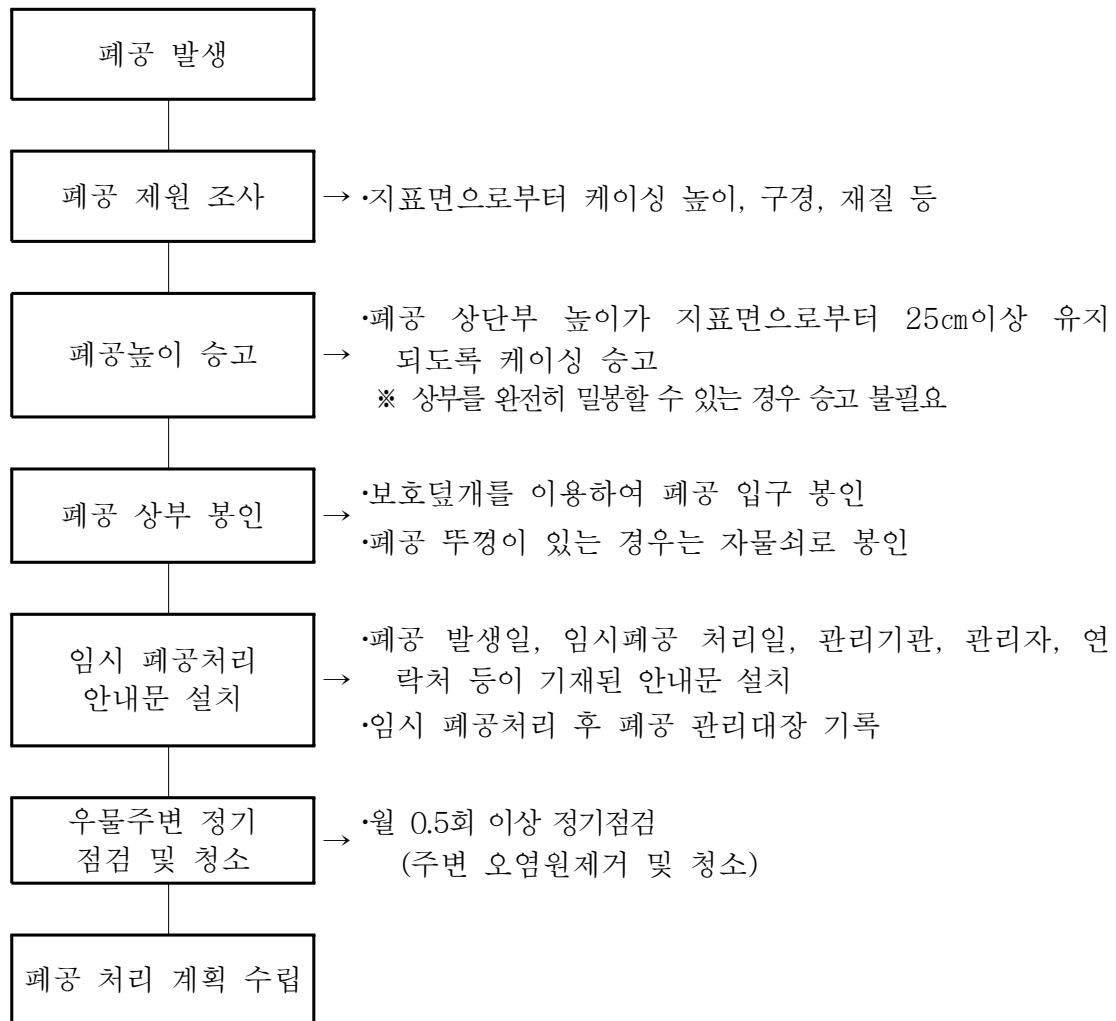 폐공 발생
폐공 제원 조사
→ ·지표면으로부터 케이싱 높이, 구경, 재질 등
폐공높이 승고
→
·폐공 상단부 높이가 지표면으로부터 25㎝이상 유지
되도록 케이싱 승고
※ 상부를 완전히 밀봉할 수 있는 경우 승고 불필요
폐공 상부 봉인
→
·보호덮개를 이용하여 폐공 입구 봉인
·폐공 뚜껑이 있는 경우는 자물쇠로 봉인
임시 폐공처리
안내문 설치
→
·폐공 발생일, 임시폐공 처리일, 관리기관, 관리자, 연
락처 등이 기재된 안내문 설치
·임시 폐공처리 후 폐공 관리대장 기록
우물주변 정기
점검 및 청소
→
·월 0.5회 이상 정기점검
(주변 오염원제거 및 청소)
폐공 처리 계획 수립